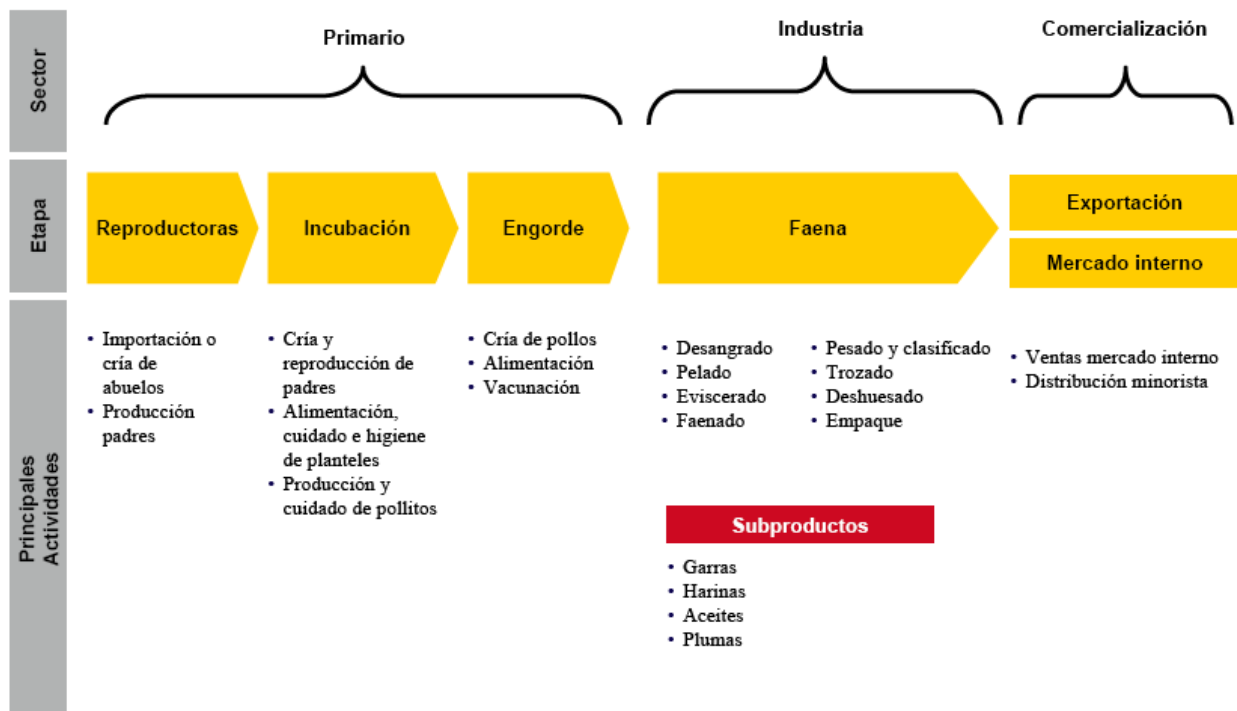 Sector
Primario
Industria
Comercialización
Etapa
Reproductoras
Incubación
Engorde
Faena
Exportación
Mercado interno
Principales
Actividades
• Importación o
cría de
abuelos
• Producción
padres
• Cría y
reproducción de
padres
• Alimentación,
cuidado e higiene
de planteles
• Producción y
cuidado de pollitos
• Cría de pollos
• Alimentación
• Vacunación
• Desangrado
• Pelado
• Eviscerado
• Faenado
• Pesado y clasificado
• Trozado
• Deshuesado
• Empaque
• Ventas mercado interno
• Distribución minorista
Subproductos
• Garras
• Harinas
• Aceites
• Plumas